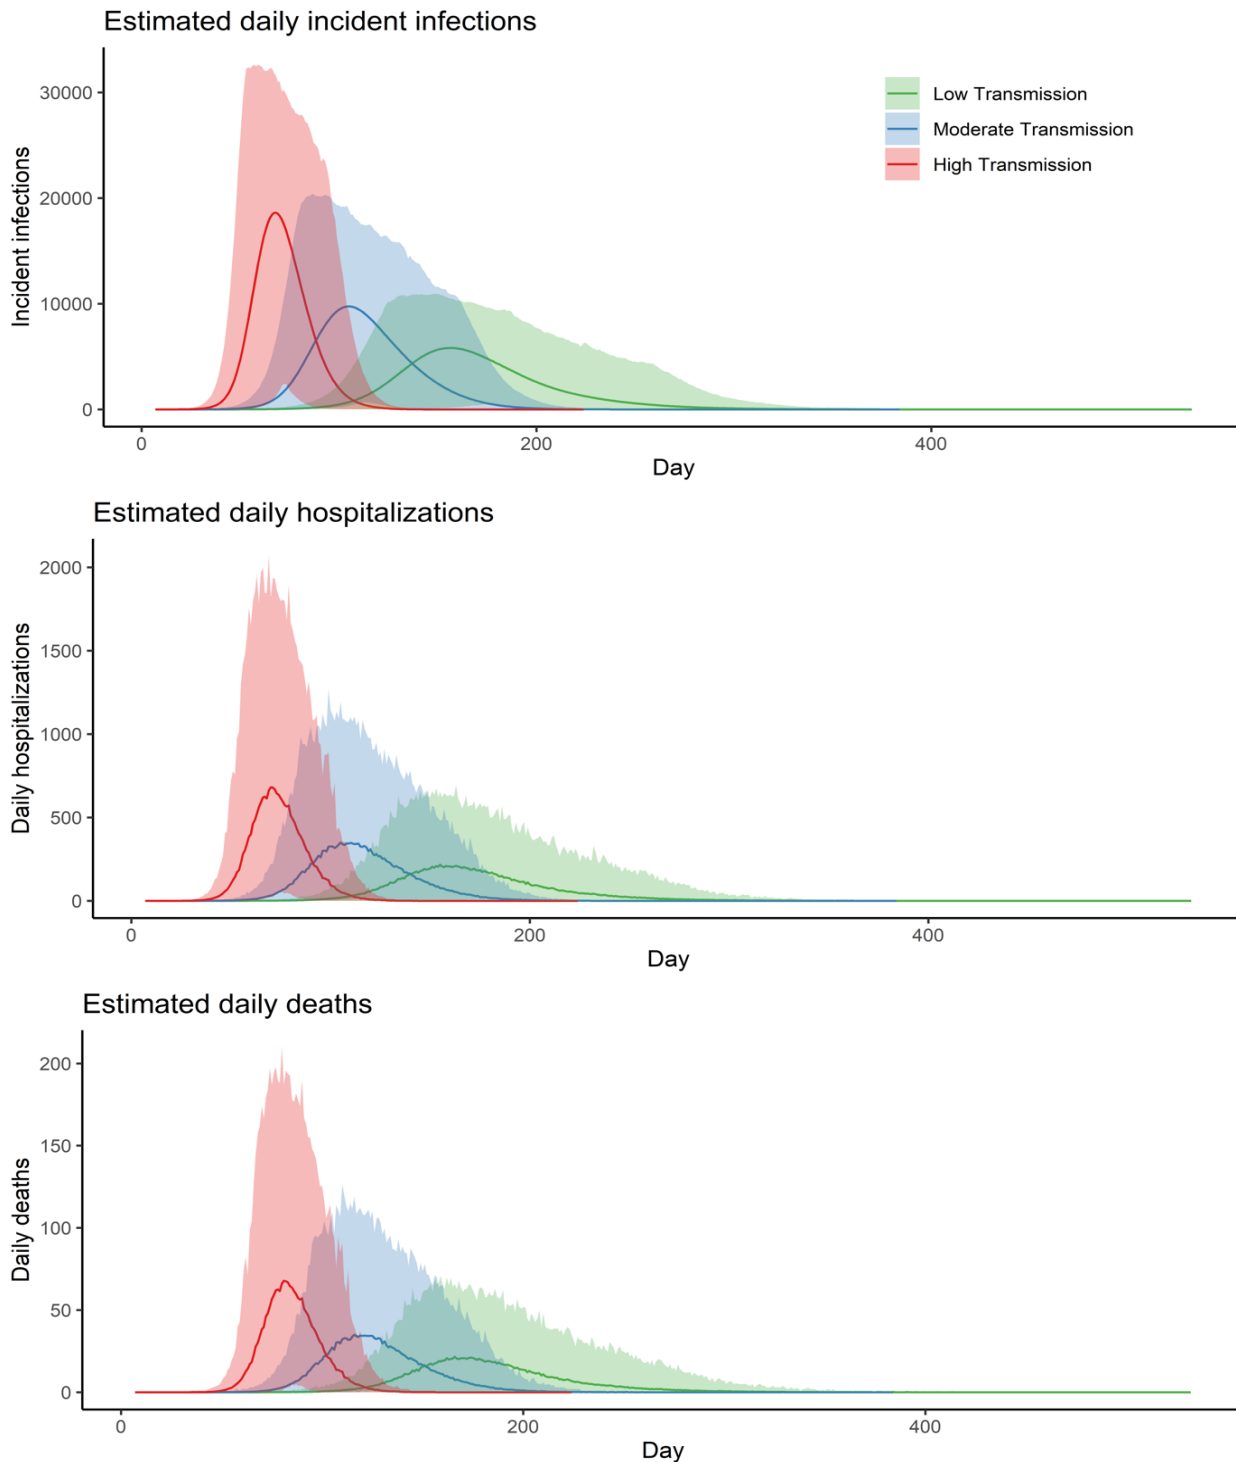 Estimated daily incident infections
Incident infections
30000
20000
10000
0
Low Transmission
Moderate Transmission
High Transmission
0 200 400
Day
Estimated daily hospitalizations
Daily hospitalizations
2000
1500
1000
500
0
0 200 400
Day
Estimated daily deaths
Daily deaths
200
150
100
50
0
0 200 400
Day